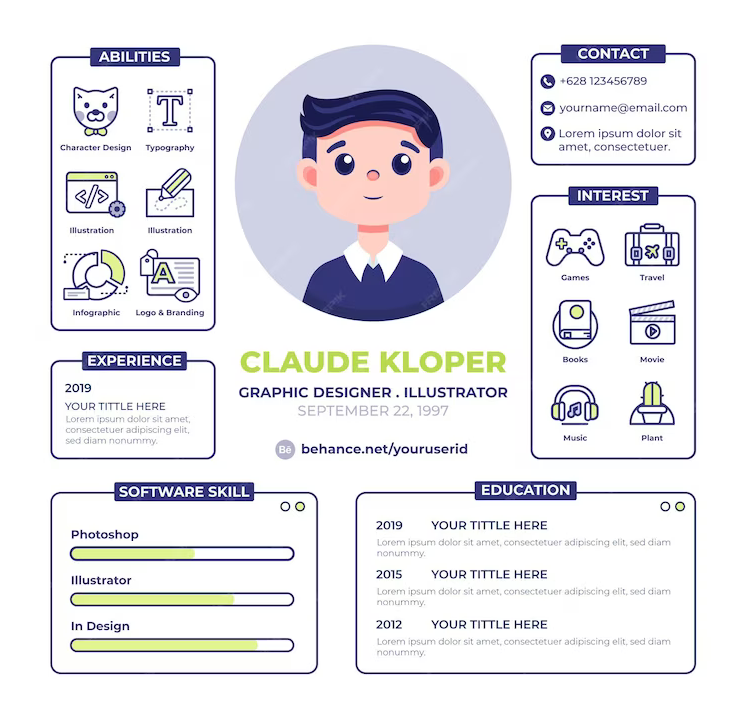 ABILITIES
Character Design
Typography
Illustration
Illustration
Infographic
Logo & Branding
EXPERIENCE
2019
YOUR TITTLE HERE
Lorem ipsum dolor sit amet,
consectetuer adipiscing elit,
sed diam nonummy.
CLAUDE KLOPER
GRAPHIC DESIGNER . ILLUSTRATOR
SEPTEMBER 22, 1997
Bē behance.net/youruserid
CONTACT
+628 123456789
yourname@email.com
Lorem ipsum dolor sit
amet, consectetuer.
INTEREST
Games
Travel
Books
Movie
Music
Plant
SOFTWARE SKILL
Photoshop
Illustrator
In Design
EDUCATION
2019 YOUR TITTLE HERE
Lorem ipsum dolor sit amet, consectetuer adipiscing elit, sed diam
nonummy.
2015 YOUR TITTLE HERE
Lorem ipsum dolor sit amet, consectetuer adipiscing elit, sed diam
nonummy.
2012 YOUR TITTLE HERE
Lorem ipsum dolor sit amet, consectetuer adipiscing elit, sed diam
nonummy.